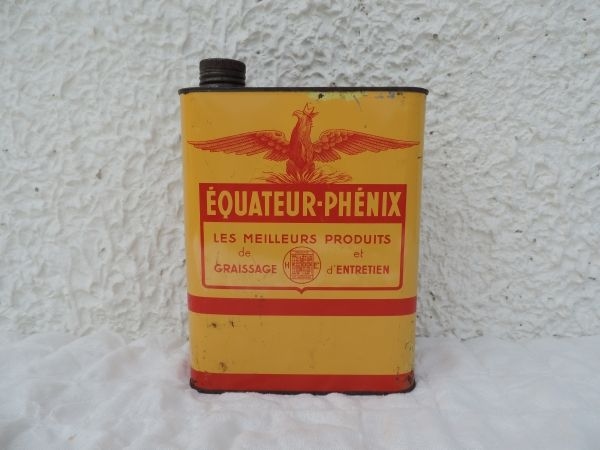 ÉQUATEUR-PHÉNIX
LES MEILLEURS PRODUITS
de et
GRAISSAGE H E d'ENTRETIEN